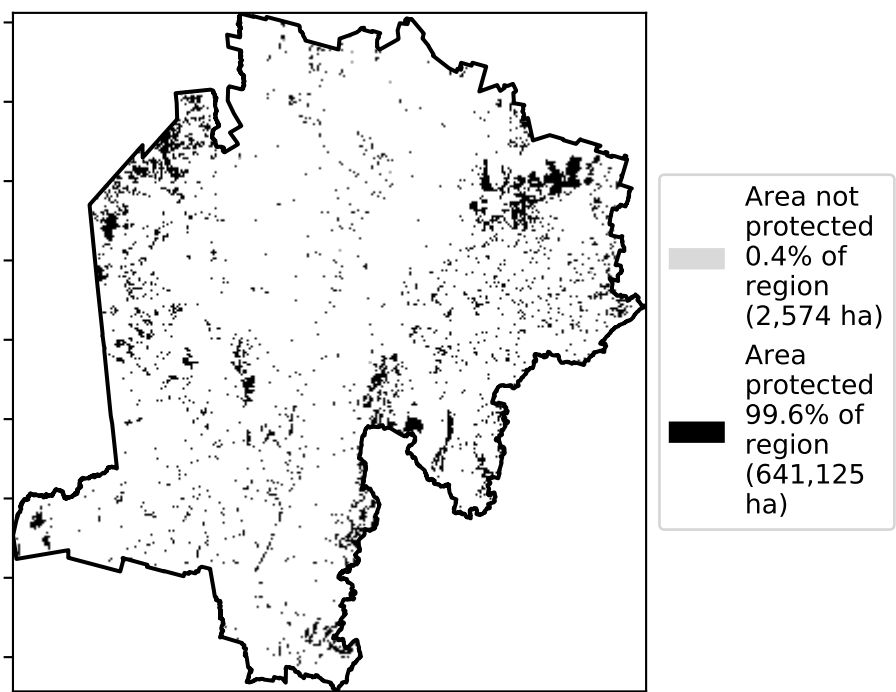 Area not
protected
0.4% of
region
(2,574 ha)
Area
protected
99.6% of
region
(641,125
ha)